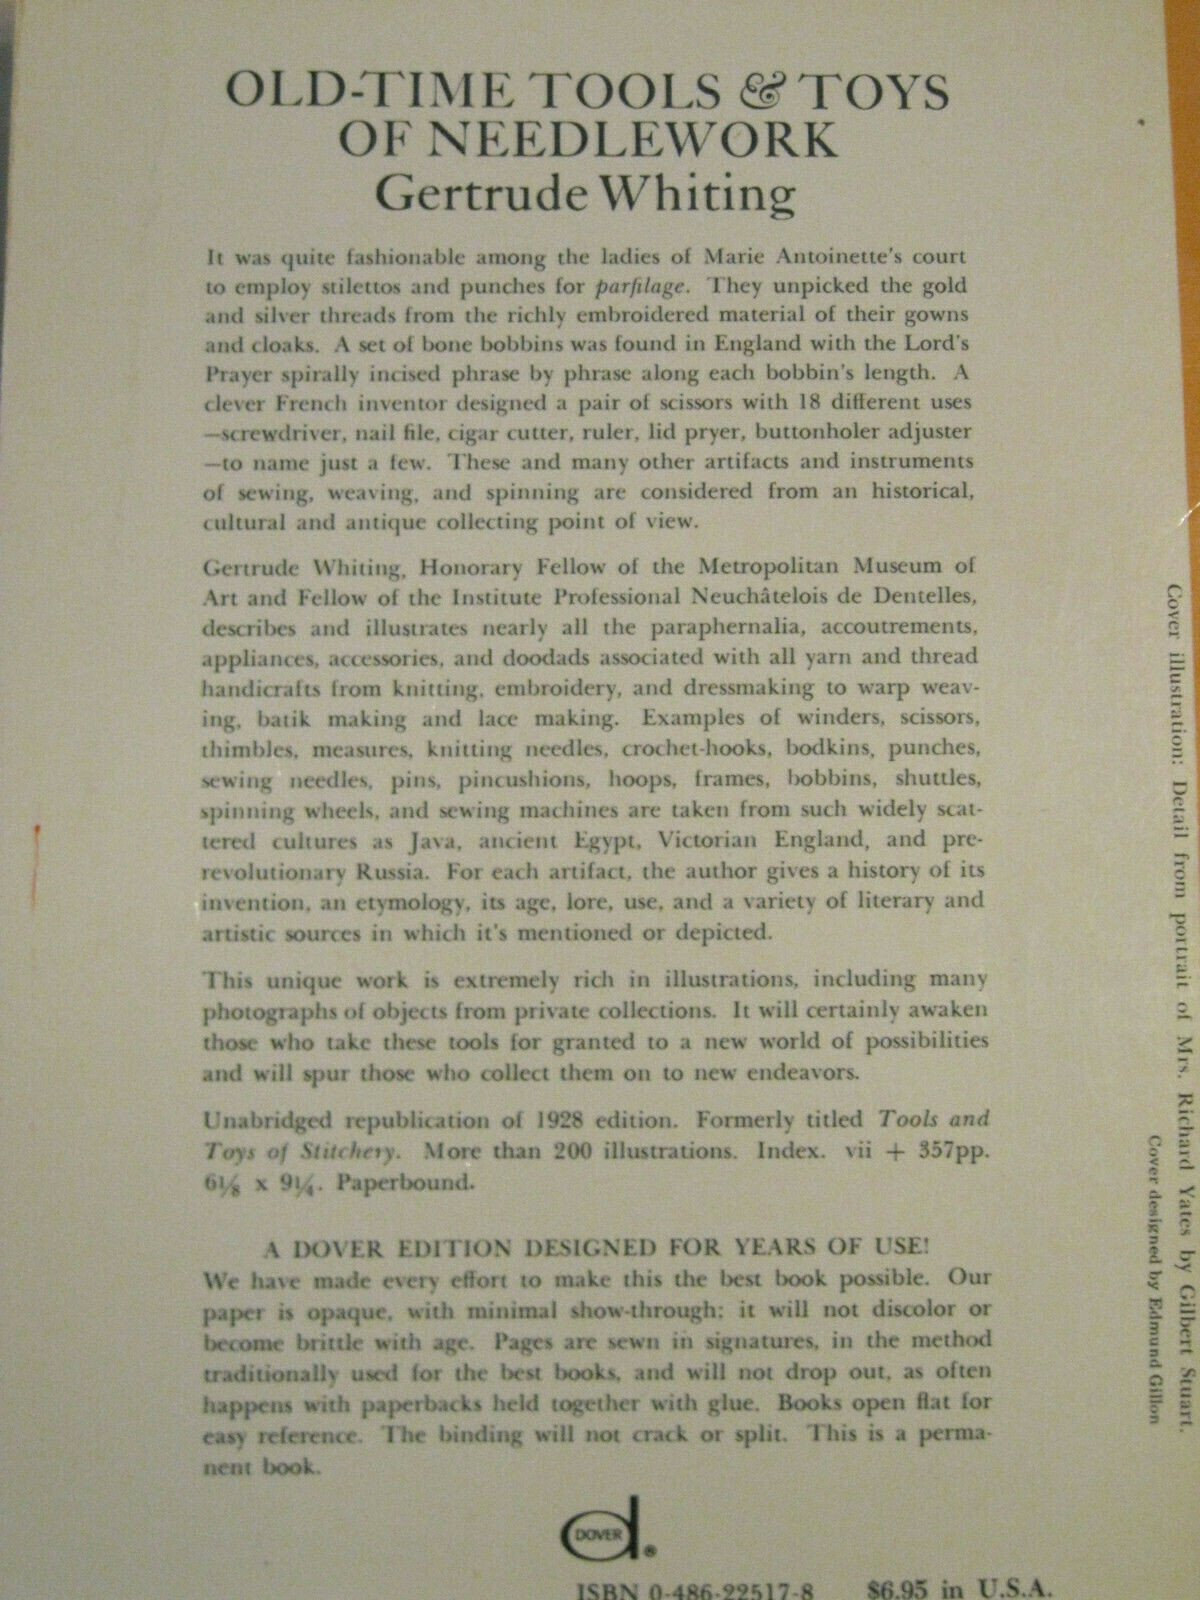 OLD-TIME TOOLS & TOYS
OF NEEDLEWORK
Gertrude Whiting
It was quite fashionable among the ladies of Marie Antoinette's court
to employ stilettos and punches for parfilage. They unpicked the gold
and silver threads from the richly embroidered material of their gowns
and cloaks. A set of bone bobbins was found in England with the Lord's
Prayer spirally incised phrase by phrase along each bobbin's length. A
clever French inventor designed a pair of scissors with 18 different uses
—screwdriver, nail file, cigar cutter, ruler, lid pryer, buttonholer adjuster
—to name just a few. These and many other artifacts and instruments
of sewing, weaving, and spinning are considered from an historical,
cultural and antique collecting point of view.
Gertrude Whiting, Honorary Fellow of the Metropolitan Museum of
Art and Fellow of the Institute Professional Neuchâtelois de Dentelles,
describes and illustrates nearly all the paraphernalia, accoutrements,
appliances, accessories, and doodads associated with all yarn and thread
handicrafts from knitting, embroidery, and dressmaking to warp weav-
ing, batik making and lace making. Examples of winders, scissors,
thimbles, measures, knitting needles, crochet-hooks, bodkins, punches,
sewing needles, pins, pincushions, hoops, frames, bobbins, shuttles,
spinning wheels, and sewing machines are taken from such widely scat-
tered cultures as Java, ancient Egypt, Victorian England, and pre-
revolutionary Russia. For each artifact, the author gives a history of its
invention, an etymology, its age, lore, use, and a variety of literary and
artistic sources in which it's mentioned or depicted.
This unique work is extremely rich in illustrations, including many
photographs of objects from private collections. It will certainly awaken
those who take these tools for granted to a new world of possibilities
and will spur those who collect them on to new endeavors.
Unabridged republication of 1928 edition. Formerly titled Tools and
Toys of Stitchery. More than 200 illustrations. Index. vii + 357pp.
6⅛ x 9¼. Paperbound.
A DOVER EDITION DESIGNED FOR YEARS OF USE!
We have made every effort to make this the best book possible. Our
paper is opaque, with minimal show-through; it will not discolor or
become brittle with age. Pages are sewn in signatures, in the method
traditionally used for the best books, and will not drop out, as often
happens with paperbacks held together with glue. Books open flat for
easy reference. The binding will not crack or split. This is a perma-
nent book.
DOVER
ISBN 0-486-22517-8 $6.95 in U.S.A.
Cover illustration: Detail from portrait of Mrs. Richard Yates by Gilbert Stuart.
Cover designed by Edmund Gillon